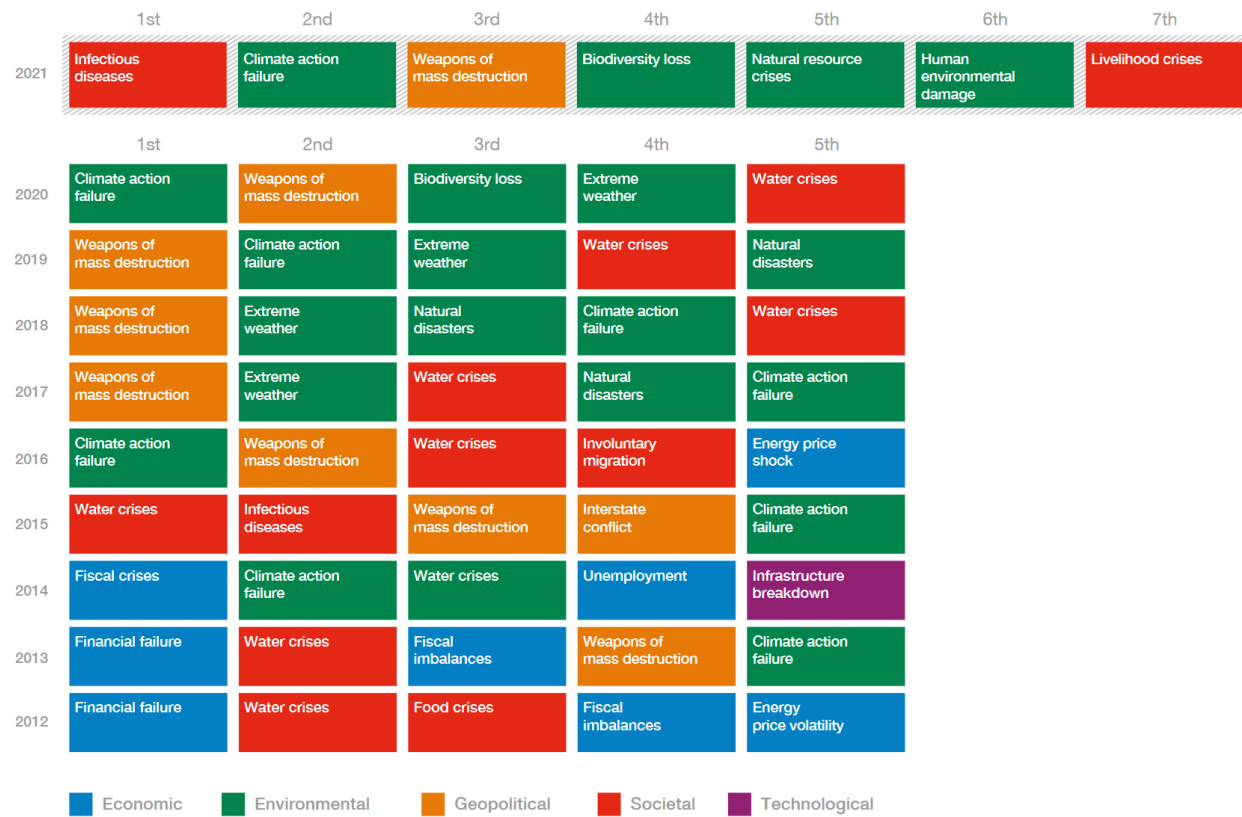 1st 2nd 3rd 4th 5th 6th 7th
2021
Infectious
diseases
Climate action
failure
Weapons of
mass destruction
Biodiversity loss
Natural resource
crises
Human
environmental
damage
Livelihood crises
1st 2nd 3rd 4th 5th
2020
Climate action
failure
Weapons of
mass destruction
Biodiversity loss
Extreme
weather
Water crises
2019
Weapons of
mass destruction
Climate action
failure
Extreme
weather
Water crises
Natural
disasters
2018
Weapons of
mass destruction
Extreme
weather
Natural
disasters
Climate action
failure
Water crises
2017
Weapons of
mass destruction
Extreme
weather
Water crises
Natural
disasters
Climate action
failure
2016
Climate action
failure
Weapons of
mass destruction
Water crises
Involuntary
migration
Energy price
shock
2015
Water crises
Infectious
diseases
Weapons of
mass destruction
Interstate
conflict
Climate action
failure
2014
Fiscal crises
Climate action
failure
Water crises
Unemployment
Infrastructure
breakdown
2013
Financial failure
Water crises
Fiscal
imbalances
Weapons of
mass destruction
Climate action
failure
2012
Financial failure
Water crises
Food crises
Fiscal
imbalances
Energy
price volatility
Economic Environmental Geopolitical Societal Technological